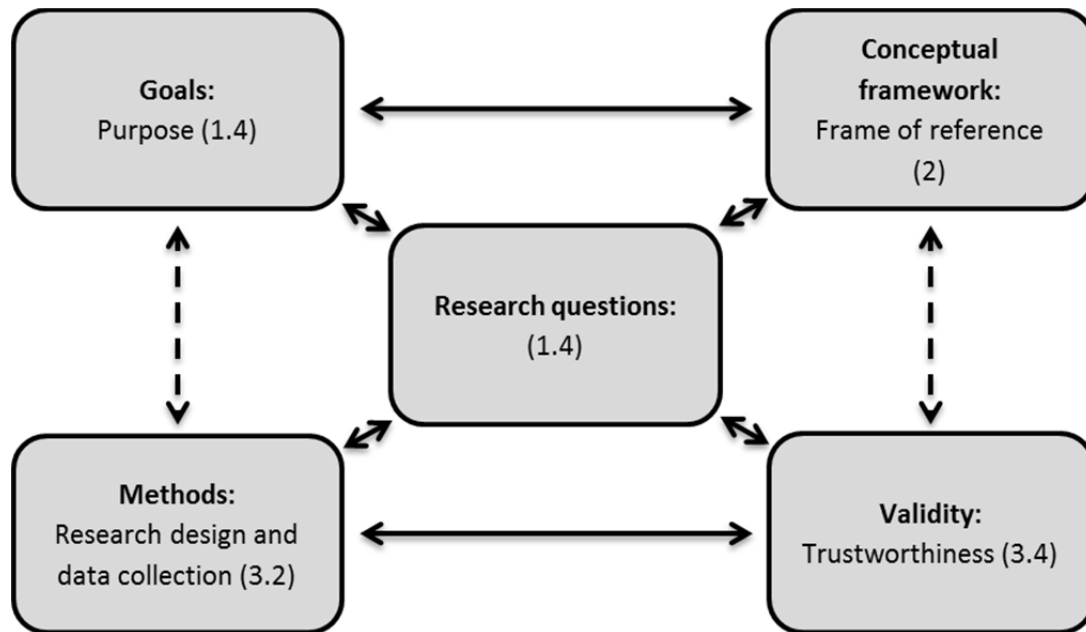 Goals:
Purpose (1.4)
Conceptual
framework:
Frame of reference
(2)
Research questions:
(1.4)
Methods:
Research design and
data collection (3.2)
Validity:
Trustworthiness (3.4)